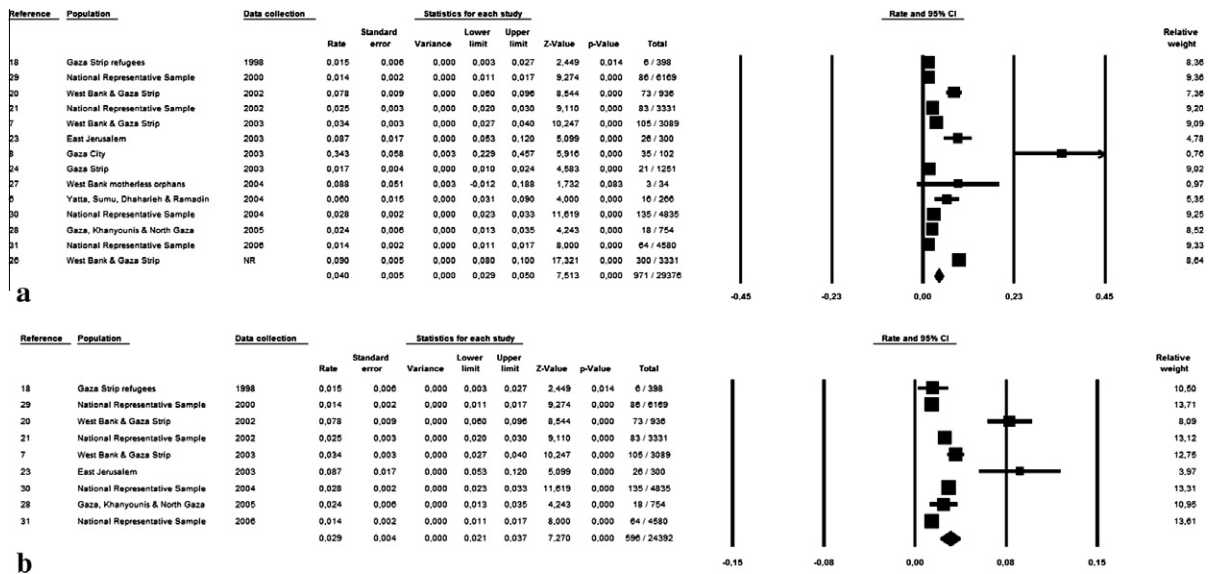 Reference Population Data collection Statistics for each study Rate and 95% CI
Standard Lower Upper Relative
Rate error Variance limit limit Z-Value p-Value Total weight
18 Gaza Strip refugees 1998 0,015 0,006 0,000 0,003 0,027 2,449 0,014 6 / 398 8,36
29 National Representative Sample 2000 0,014 0,002 0,000 0,011 0,017 9,274 0,000 86 / 6169 9,36
20 West Bank & Gaza Strip 2002 0,078 0,009 0,000 0,060 0,096 8,544 0,000 73 / 936 7,36
21 National Representative Sample 2002 0,025 0,003 0,000 0,020 0,030 9,110 0,000 83 / 3331 9,20
7 West Bank & Gaza Strip 2003 0,034 0,003 0,000 0,027 0,040 10,247 0,000 105 / 3089 9,09
23 East Jerusalem 2003 0,087 0,017 0,000 0,053 0,120 5,099 0,000 26 / 300 4,78
8 Gaza City 2003 0,343 0,058 0,003 0,229 0,457 5,916 0,000 35 / 102 0,76
24 Gaza Strip 2003 0,017 0,004 0,000 0,010 0,024 4,583 0,000 21 / 1251 9,02
27 West Bank motherless orphans 2004 0,088 0,051 0,003 -0,012 0,188 1,732 0,083 3 / 34 0,97
6 Yatta, Sumu, Dhaharieh & Ramadin 2004 0,060 0,015 0,000 0,031 0,090 4,000 0,000 16 / 266 5,35
30 National Representative Sample 2004 0,028 0,002 0,000 0,023 0,033 11,619 0,000 135 / 4835 9,25
28 Gaza, Khanyounis & North Gaza 2005 0,024 0,006 0,000 0,013 0,035 4,243 0,000 18 / 754 8,52
31 National Representative Sample 2006 0,014 0,002 0,000 0,011 0,017 8,000 0,000 64 / 4580 9,33
26 West Bank & Gaza Strip NR 0,090 0,005 0,000 0,080 0,100 17,321 0,000 300 / 3331 8,64
0,040 0,005 0,000 0,029 0,050 7,513 0,000 971 / 29376
a -0,45 -0,23 0,00 0,23 0,45
Reference Population Data collection Statistics for each study Rate and 95% CI
Standard Lower Upper Relative
Rate error Variance limit limit Z-Value p-Value Total weight
18 Gaza Strip refugees 1998 0,015 0,006 0,000 0,003 0,027 2,449 0,014 6 / 398 10,50
29 National Representative Sample 2000 0,014 0,002 0,000 0,011 0,017 9,274 0,000 86 / 6169 13,71
20 West Bank & Gaza Strip 2002 0,078 0,009 0,000 0,060 0,096 8,544 0,000 73 / 936 8,09
21 National Representative Sample 2002 0,025 0,003 0,000 0,020 0,030 9,110 0,000 83 / 3331 13,12
7 West Bank & Gaza Strip 2003 0,034 0,003 0,000 0,027 0,040 10,247 0,000 105 / 3089 12,75
23 East Jerusalem 2003 0,087 0,017 0,000 0,053 0,120 5,099 0,000 26 / 300 3,97
30 National Representative Sample 2004 0,028 0,002 0,000 0,023 0,033 11,619 0,000 135 / 4835 13,31
28 Gaza, Khanyounis & North Gaza 2005 0,024 0,006 0,000 0,013 0,035 4,243 0,000 18 / 754 10,95
31 National Representative Sample 2006 0,014 0,002 0,000 0,011 0,017 8,000 0,000 64 / 4580 13,61
0,029 0,004 0,000 0,021 0,037 7,270 0,000 596 / 24392
b -0,15 -0,08 0,00 0,08 0,15